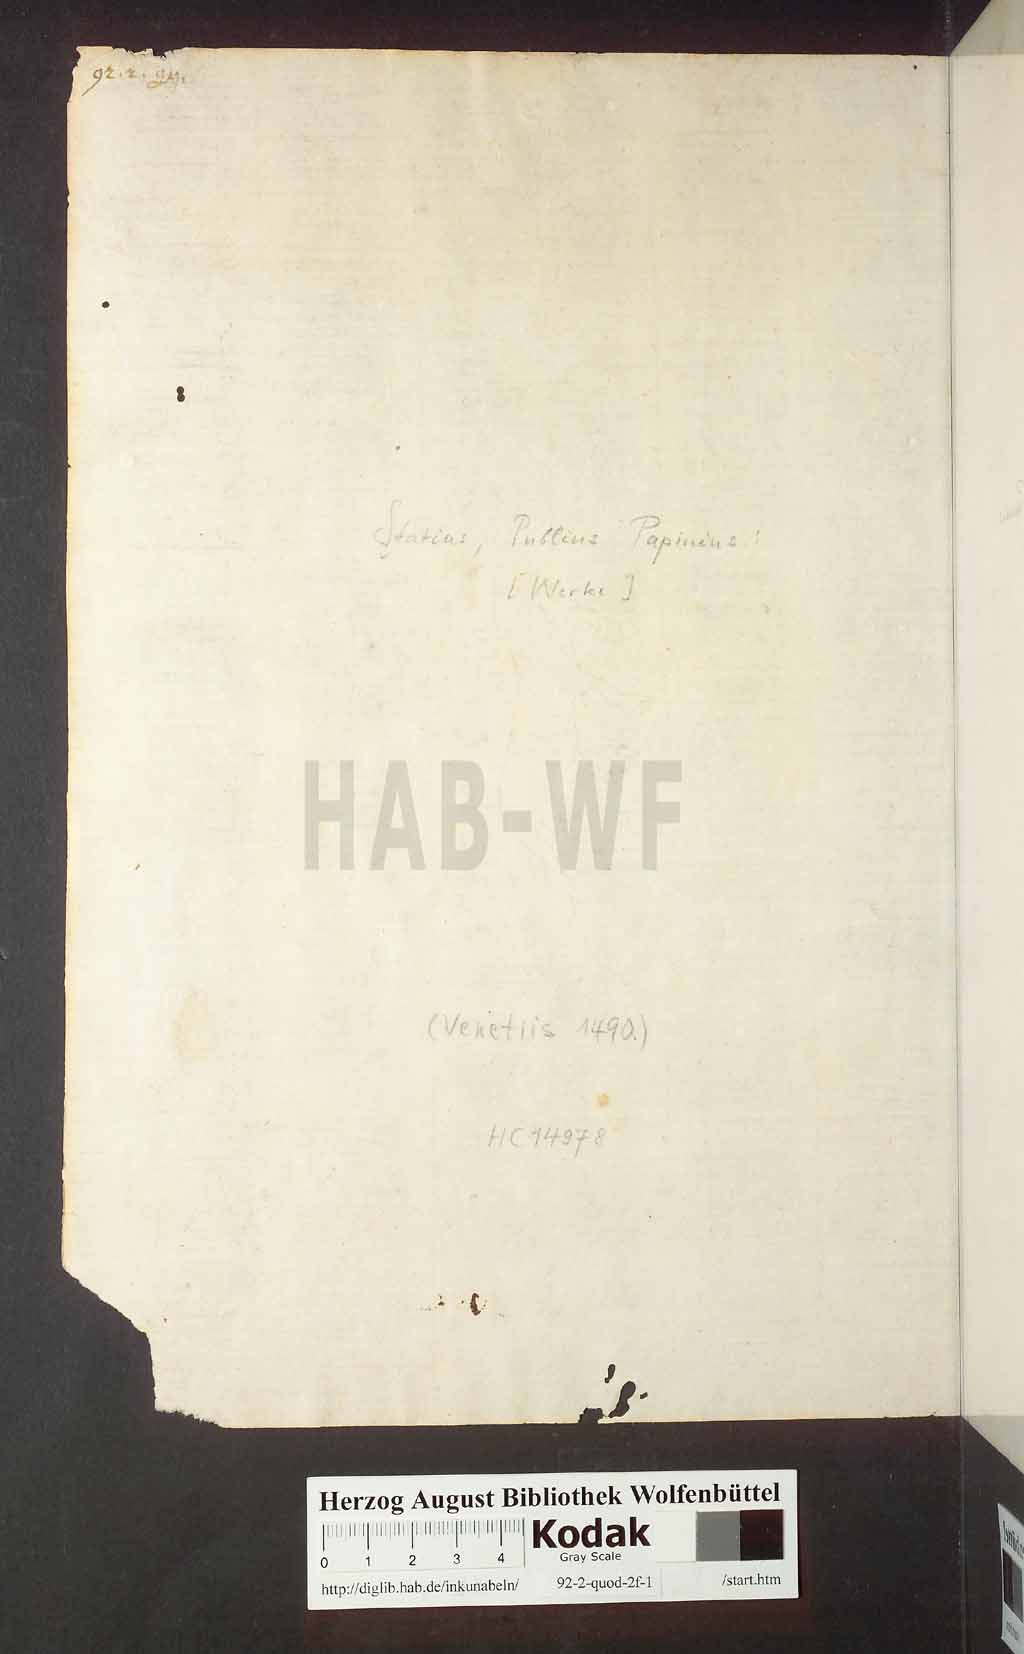 92. 2.
Statius, Publius Papinius:
[Werke]
HAB-WF
(Venetiis 1490.)
HC 14978
Herzog August Bibliothek Wolfenbüttel
Kodak
0 1 2 3 4
Gray Scale
http://diglib.hab.de/inkunabeln/ 92-2-quod-2f-1 /start.htm